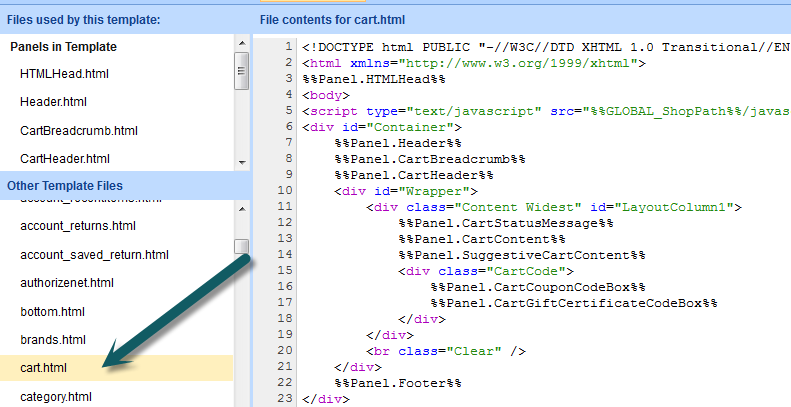 Files used by this template:
Panels in Template
HTMLHead.html
Header.html
CartBreadcrumb.html
CartHeader.html
Other Template Files
account_recentitems.html
account_returns.html
account_saved_return.html
authorizenet.html
bottom.html
brands.html
cart.html
category.html
File contents for cart.html
1 <!DOCTYPE html PUBLIC "-//W3C//DTD XHTML 1.0 Transitional//EN
2 <html xmlns="http://www.w3.org/1999/xhtml">
3 %%Panel.HTMLHead%%
4 <body>
5 <script type="text/javascript" src="%%GLOBAL_ShopPath%%/javas
6 <div id="Container">
7 %%Panel.Header%%
8 %%Panel.CartBreadcrumb%%
9 %%Panel.CartHeader%%
10 <div id="Wrapper">
11 <div class="Content Widest" id="LayoutColumn1">
12 %%Panel.CartStatusMessage%%
13 %%Panel.CartContent%%
14 %%Panel.SuggestiveCartContent%%
15 <div class="CartCode">
16 %%Panel.CartCouponCodeBox%%
17 %%Panel.CartGiftCertificateCodeBox%%
18 </div>
19 </div>
20 <br class="Clear" />
21 </div>
22 %%Panel.Footer%%
23 </div>